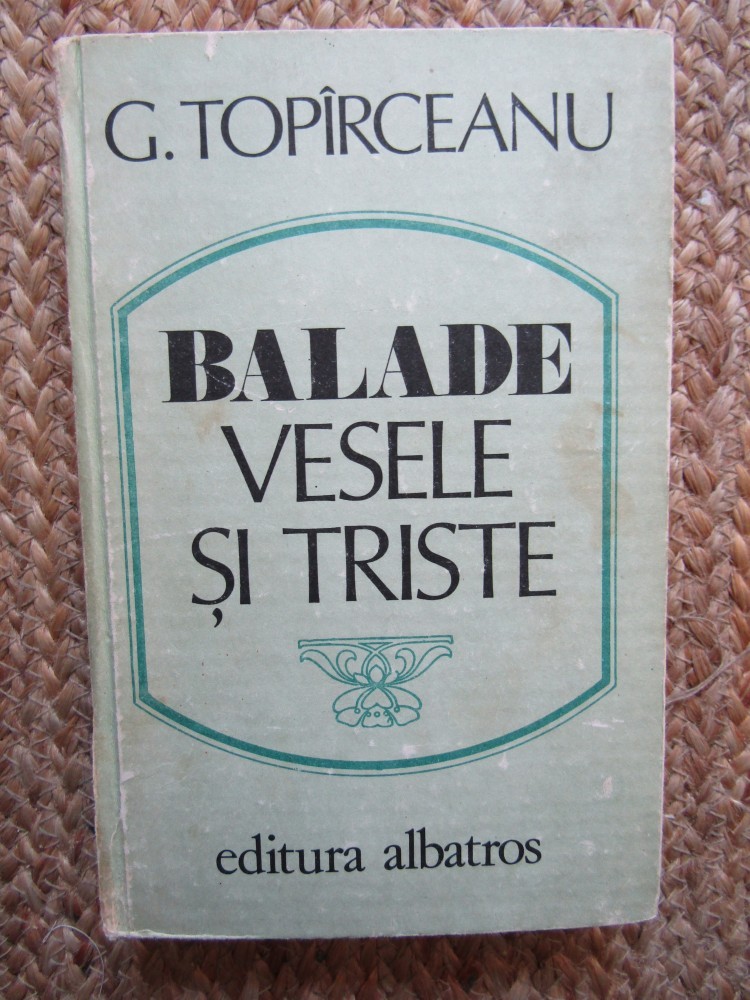 G. TOPÎRCEANU
BALADE
VESELE
ȘI TRISTE
editura albatros